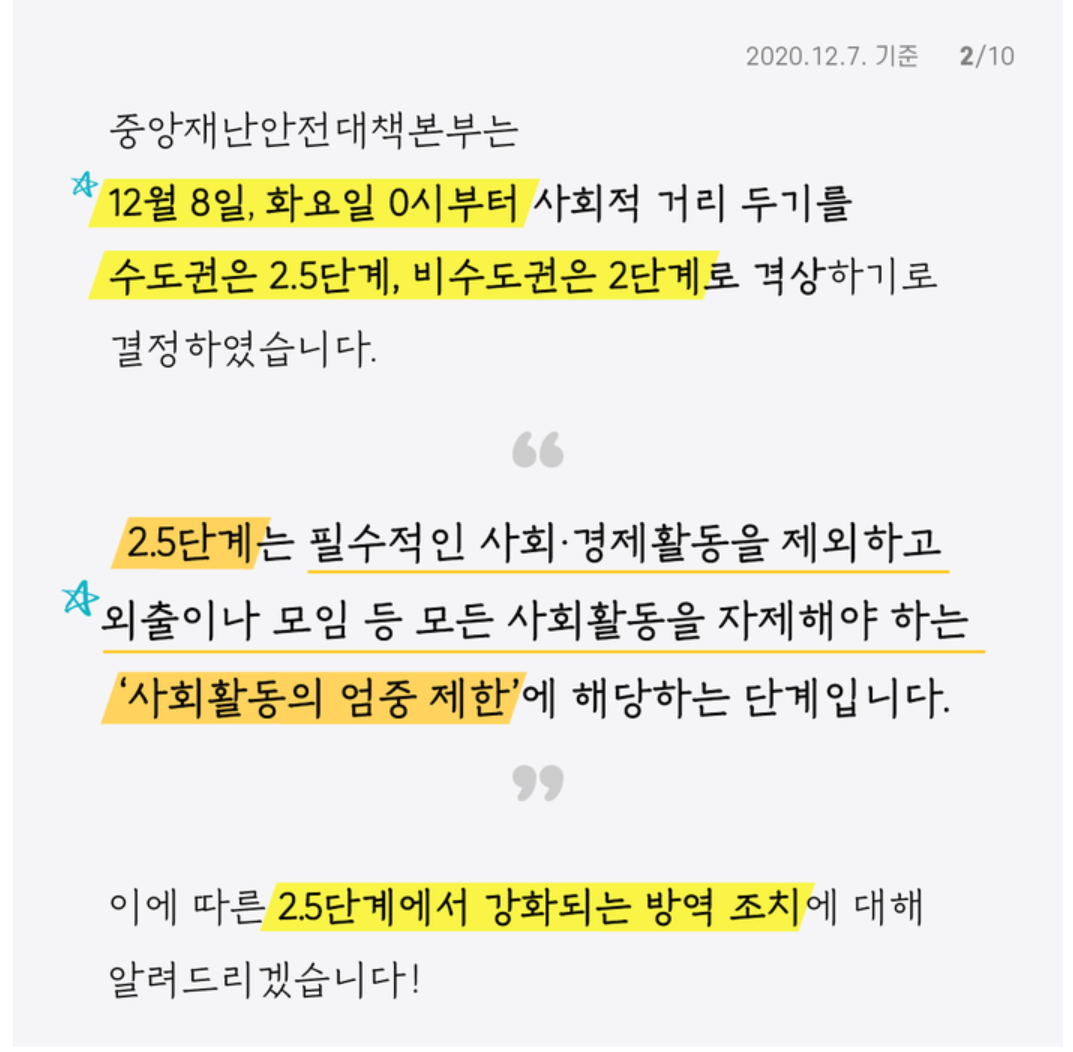 2020.12.7. 기준 2/10
중앙재난안전대책본부는
12월 8일, 화요일 0시부터 사회적 거리 두기를
수도권은 2.5단계, 비수도권은 2단계로 격상하기로
결정하였습니다.
“
2.5단계는 필수적인 사회·경제활동을 제외하고
외출이나 모임 등 모든 사회활동을 자제해야 하는
‘사회활동의 엄중 제한’에 해당하는 단계입니다.
”
이에 따른 2.5단계에서 강화되는 방역 조치에 대해
알려드리겠습니다!